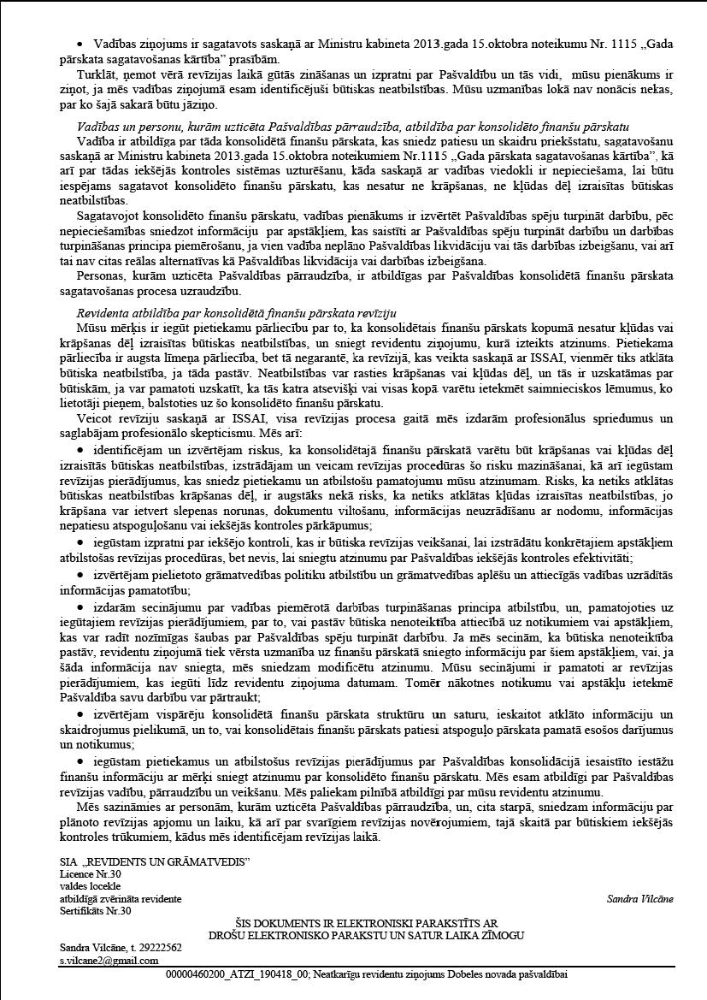 • Vadības ziņojums ir sagatavots saskaņā ar Ministru kabineta 2013.gada 15.oktobra noteikumu Nr. 1115 „Gada
pārskata sagatavošanas kārtība” prasībām.
Turklāt, ņemot vērā revīzijas laikā gūtās zināšanas un izpratni par Pašvaldību un tās vidi, mūsu pienākums ir
ziņot, ja mēs vadības ziņojumā esam identificējuši būtiskas neatbilstības. Mūsu uzmanības lokā nav nonācis nekas,
par ko šajā sakarā būtu jāziņo.
Vadības un personu, kurām uzticēta Pašvaldības pārraudzība, atbildība par konsolidēto finanšu pārskatu
Vadība ir atbildīga par tāda konsolidētā finanšu pārskata, kas sniedz patiesu un skaidru priekšstatu, sagatavošanu
saskaņā ar Ministru kabineta 2013.gada 15.oktobra noteikumiem Nr.1115 „Gada pārskata sagatavošanas kārtība”, kā
arī par tādas iekšējās kontroles sistēmas uzturēšanu, kāda saskaņā ar vadības viedokli ir nepieciešama, lai būtu
iespējams sagatavot konsolidēto finanšu pārskatu, kas nesatur ne krāpšanas, ne kļūdas dēļ izraisītas būtiskas
neatbilstības.
Sagatavojot konsolidēto finanšu pārskatu, vadības pienākums ir izvērtēt Pašvaldības spēju turpināt darbību, pēc
nepieciešamības sniedzot informāciju par apstākļiem, kas saistīti ar Pašvaldības spēju turpināt darbību un darbības
turpināšanas principa piemērošanu, ja vien vadība neplāno Pašvaldības likvidāciju vai tās darbības izbeigšanu, vai arī
tai nav citas reālas alternatīvas kā Pašvaldības likvidācija vai darbības izbeigšana.
Personas, kurām uzticēta Pašvaldības pārraudzība, ir atbildīgas par Pašvaldības konsolidētā finanšu pārskata
sagatavošanas procesa uzraudzību.
Revidenta atbildība par konsolidētā finanšu pārskata revīziju
Mūsu mērķis ir iegūt pietiekamu pārliecību par to, ka konsolidētais finanšu pārskats kopumā nesatur kļūdas vai
krāpšanas dēļ izraisītas būtiskas neatbilstības, un sniegt revidentu ziņojumu, kurā izteikts atzinums. Pietiekama
pārliecība ir augsta līmeņa pārliecība, bet tā negarantē, ka revīzijā, kas veikta saskaņā ar ISSAI, vienmēr tiks atklāta
būtiska neatbilstība, ja tāda pastāv. Neatbilstības var rasties krāpšanas vai kļūdas dēļ, un tās ir uzskatāmas par
būtiskām, ja var pamatoti uzskatīt, ka tās katra atsevišķi vai visas kopā varētu ietekmēt saimnieciskos lēmumus, ko
lietotāji pieņem, balstoties uz šo konsolidēto finanšu pārskatu.
Veicot revīziju saskaņā ar ISSAI, visa revīzijas procesa gaitā mēs izdarām profesionālus spriedumus un
saglabājam profesionālo skepticismu. Mēs arī:
• identificējam un izvērtējam riskus, ka konsolidētajā finanšu pārskatā varētu būt krāpšanas vai kļūdas dēļ
izraisītās būtiskas neatbilstības, izstrādājam un veicam revīzijas procedūras šo risku mazināšanai, kā arī iegūstam
revīzijas pierādījumus, kas sniedz pietiekamu un atbilstošu pamatojumu mūsu atzinumam. Risks, ka netiks atklātas
būtiskas neatbilstības krāpšanas dēļ, ir augstāks nekā risks, ka netiks atklātas kļūdas izraisītas neatbilstības, jo
krāpšana var ietvert slepenas norunas, dokumentu viltošanu, informācijas neuzrādīšanu ar nodomu, informācijas
nepatiesu atspoguļošanu vai iekšējās kontroles pārkāpumus;
• iegūstam izpratni par iekšējo kontroli, kas ir būtiska revīzijas veikšanai, lai izstrādātu konkrētajiem apstākļiem
atbilstošas revīzijas procedūras, bet nevis, lai sniegtu atzinumu par Pašvaldības iekšējās kontroles efektivitāti;
• izvērtējam pielietoto grāmatvedības politiku atbilstību un grāmatvedības aplēšu un attiecīgās vadības uzrādītās
informācijas pamatotību;
• izdarām secinājumu par vadības piemērotā darbības turpināšanas principa atbilstību, un, pamatojoties uz
iegūtajiem revīzijas pierādījumiem, par to, vai pastāv būtiska nenoteiktība attiecībā uz notikumiem vai apstākļiem,
kas var radīt nozīmīgas šaubas par Pašvaldības spēju turpināt darbību. Ja mēs secinām, ka būtiska nenoteiktība
pastāv, revidentu ziņojumā tiek vērsta uzmanība uz finanšu pārskatā sniegto informāciju par šiem apstākļiem, vai, ja
šāda informācija nav sniegta, mēs sniedzam modificētu atzinumu. Mūsu secinājumi ir pamatoti ar revīzijas
pierādījumiem, kas iegūti līdz revidentu ziņojuma datumam. Tomēr nākotnes notikumu vai apstākļu ietekmē
Pašvaldība savu darbību var pārtraukt;
• izvērtējam vispārēju konsolidētā finanšu pārskata struktūru un saturu, ieskaitot atklāto informāciju un
skaidrojumus pielikumā, un to, vai konsolidētais finanšu pārskats patiesi atspoguļo pārskata pamatā esošos darījumus
un notikumus;
• iegūstam pietiekamus un atbilstošus revīzijas pierādījumus par Pašvaldības konsolidācijā iesaistīto iestāžu
finanšu informāciju ar mērķi sniegt atzinumu par konsolidēto finanšu pārskatu. Mēs esam atbildīgi par Pašvaldības
revīzijas vadību, pārraudzību un veikšanu. Mēs paliekam pilnībā atbildīgi par mūsu revidentu atzinumu.
Mēs sazināmies ar personām, kurām uzticēta Pašvaldības pārraudzība, un, cita starpā, sniedzam informāciju par
plānoto revīzijas apjomu un laiku, kā arī par svarīgiem revīzijas novērojumiem, tajā skaitā par būtiskiem iekšējās
kontroles trūkumiem, kādus mēs identificējam revīzijas laikā.
SIA „REVIDENTS UN GRĀMATVEDIS”
Licence Nr.30
valdes locekle
atbildīgā zvērināta revidente Sandra Vilcāne
Sertifikāts Nr.30
ŠIS DOKUMENTS IR ELEKTRONISKI PARAKSTĪTS AR
DROŠU ELEKTRONISKO PARAKSTU UN SATUR LAIKA ZĪMOGU
Sandra Vilcāne, t. 29222562
s.vilcane2@gmail.com
00000460200_ATZI_190418_00; Neatkarīgu revidentu ziņojums Dobeles novada pašvaldībai